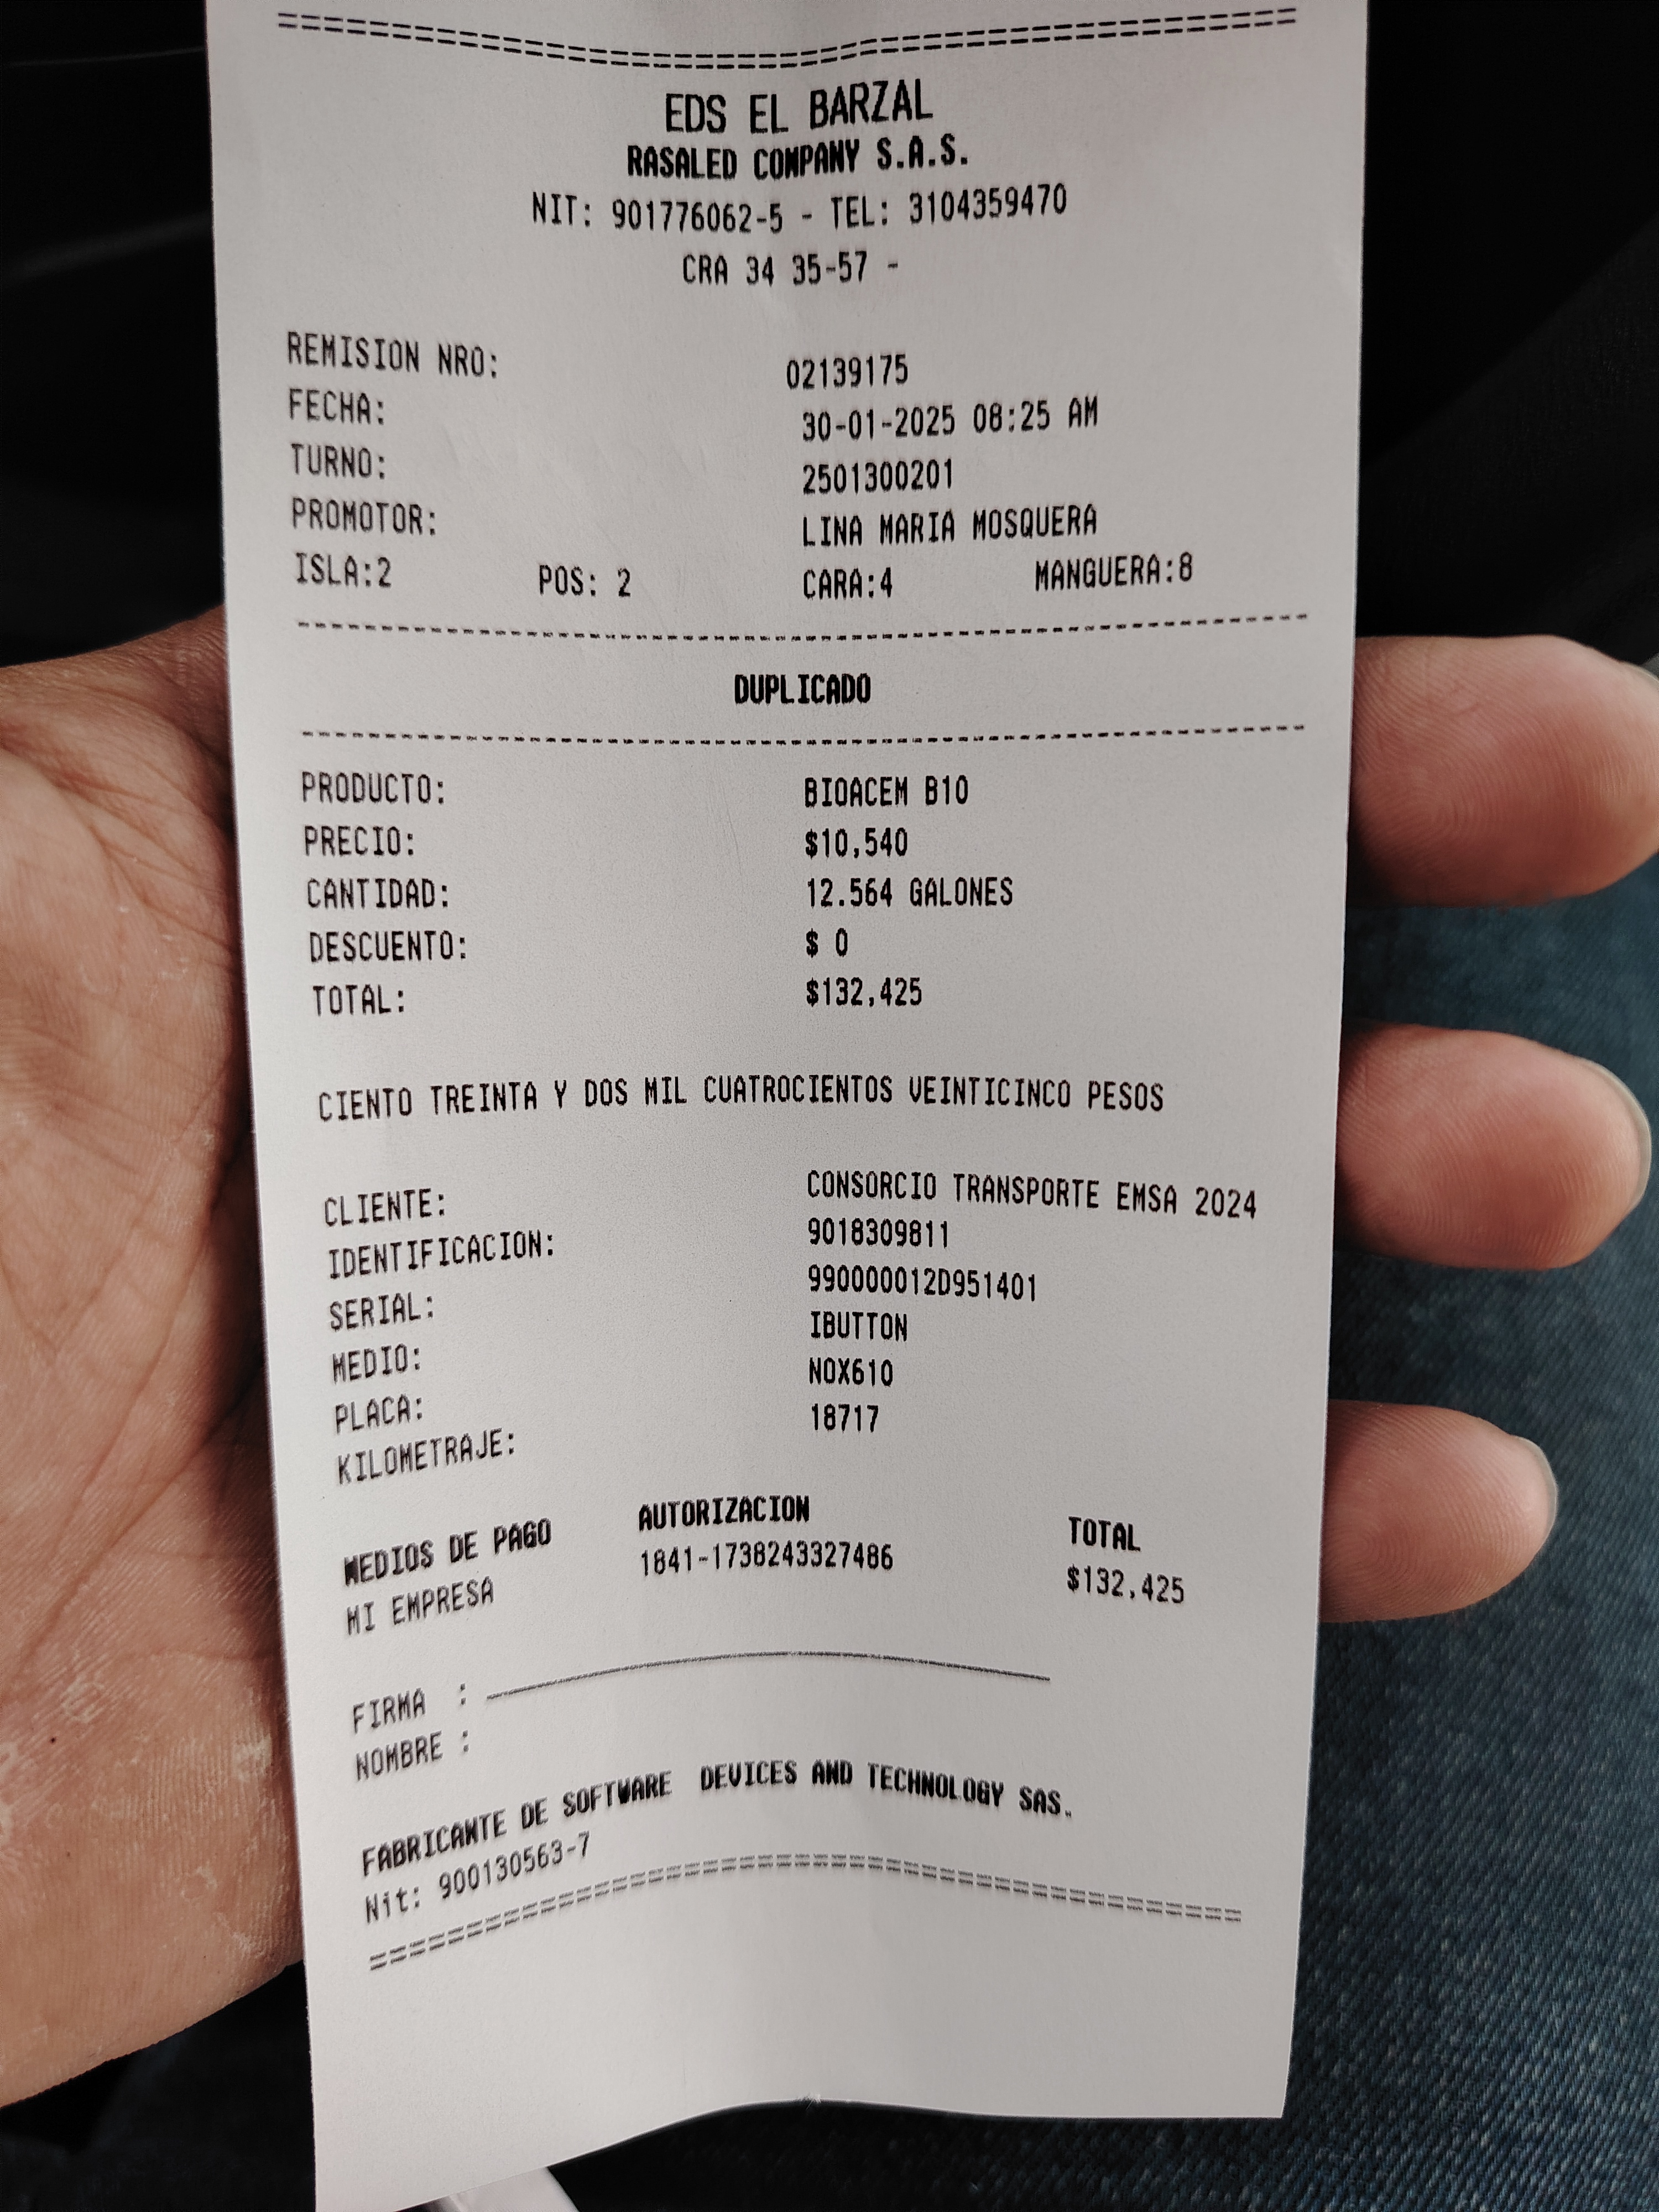 EDS EL BARZAL
RASALED COMPANY S.A.S.
NIT: 901776062-5 - TEL: 3104359470
CRA 34 35-57 -
REMISION NRO: 02139175
FECHA: 30-01-2025 08:25 AM
TURNO: 2501300201
PROMOTOR: LINA MARIA MOSQUERA
ISLA:2 POS: 2 CARA:4 MANGUERA:8
DUPLICADO
PRODUCTO: BIOACEM B10
PRECIO: $10,540
CANTIDAD: 12.564 GALONES
DESCUENTO: $ 0
TOTAL: $132,425
CIENTO TREINTA Y DOS MIL CUATROCIENTOS VEINTICINCO PESOS
CLIENTE: CONSORCIO TRANSPORTE EMSA 2024
IDENTIFICACION: 9018309811
SERIAL: 990000012D951401
MEDIO: IBUTTON
PLACA: NOX610
KILOMETRAJE: 18717
MEDIOS DE PAGO AUTORIZACION TOTAL
MI EMPRESA 1841-1738243327486 $132,425
FIRMA :
NOMBRE :
FABRICANTE DE SOFTWARE DEVICES AND TECHNOLOGY SAS.
Nit: 900130563-7